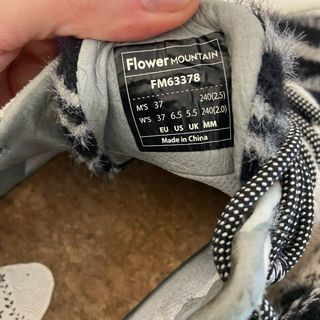 Flower MOUNTAIN
FM63378
M'S 37 240(2.5)
W'S 37 6.5 5.5 240(2.0)
EU US UK MM
Made in China